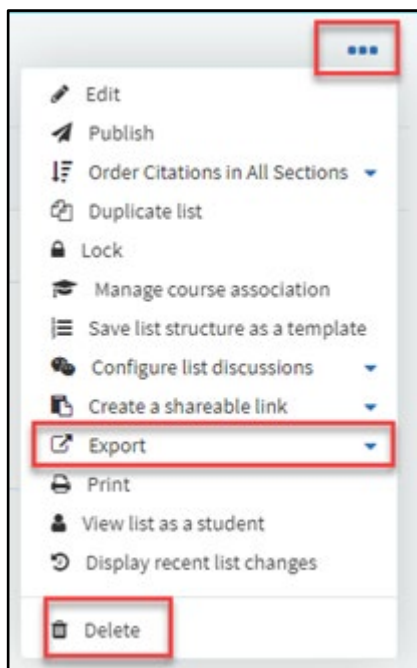 Edit
Publish
Order Citations in All Sections
Duplicate list
Lock
Manage course association
Save list structure as a template
Configure list discussions
Create a shareable link
Export
Print
View list as a student
Display recent list changes
Delete